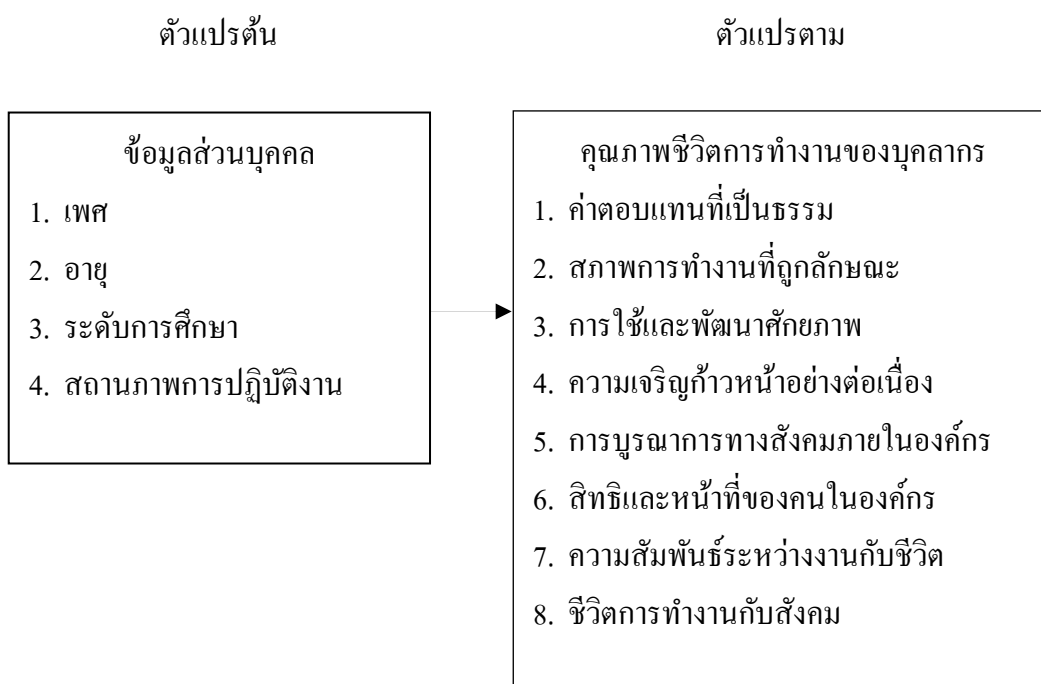 ตัวแปรต้น
ตัวแปรตาม
ข้อมูลส่วนบุคคล
1. เพศ
2. อายุ
3. ระดับการศึกษา
4. สถานภาพการปฏิบัติงาน
คุณภาพชีวิตการทำงานของบุคลากร
1. ค่าตอบแทนที่เป็นธรรม
2. สภาพการทำงานที่ถูกลักษณะ
3. การใช้และพัฒนาศักยภาพ
4. ความเจริญก้าวหน้าอย่างต่อเนื่อง
5. การบูรณาการทางสังคมภายในองค์กร
6. สิทธิและหน้าที่ของคนในองค์กร
7. ความสัมพันธ์ระหว่างงานกับชีวิต
8. ชีวิตการทำงานกับสังคม